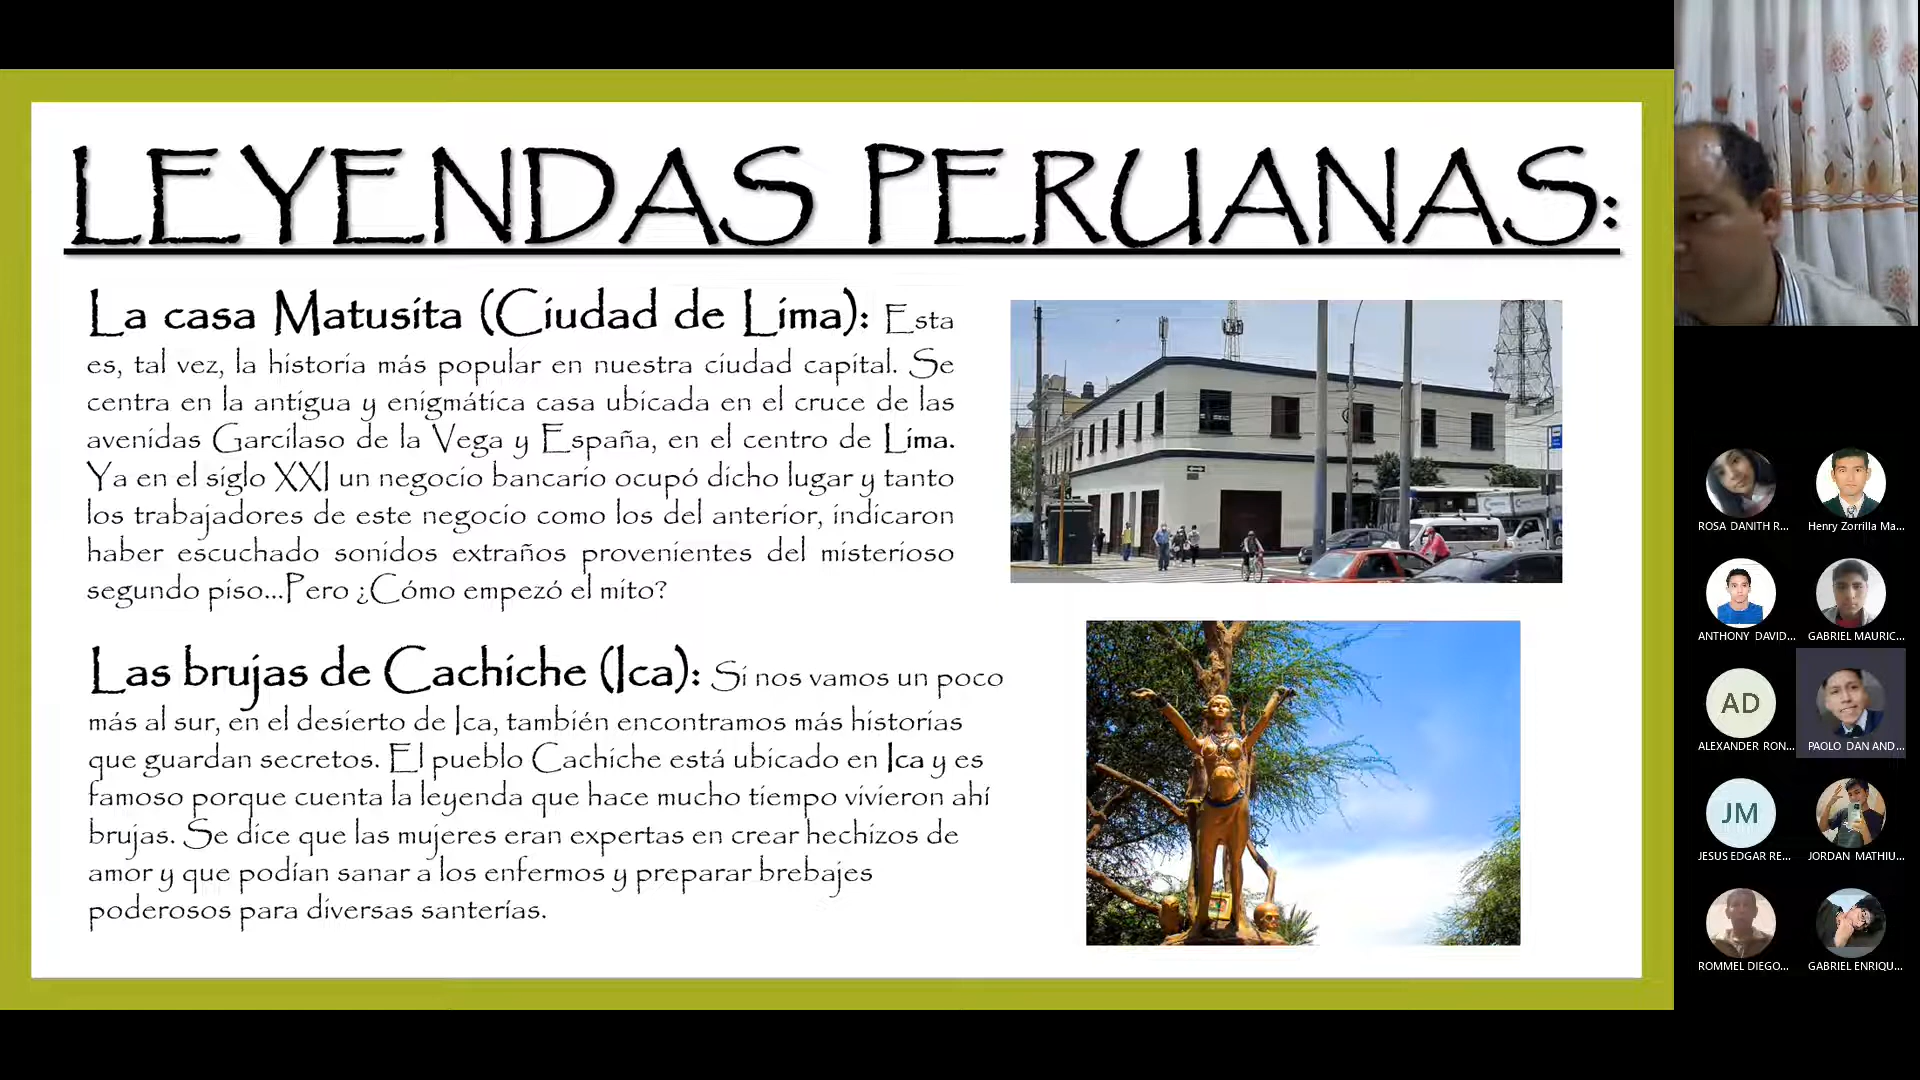 LEYENDAS PERUANAS:
La casa Matusita (Ciudad de Lima): Esta
es, tal vez, la historia más popular en nuestra ciudad capital. Se
centra en la antigua y enigmática casa ubicada en el cruce de las
avenidas Garcilaso de la Vega y España, en el centro de Lima.
Ya en el siglo XXI un negocio bancario ocupó dicho lugar y tanto
los trabajadores de este negocio como los del anterior, indicaron
haber escuchado sonidos extraños provenientes del misterioso
segundo piso...Pero ¿Cómo empezó el mito?
Las brujas de Cachiche (Ica): Si nos vamos un poco
más al sur, en el desierto de Ica, también encontramos más historias
que guardan secretos. El pueblo Cachiche está ubicado en Ica y es
famoso porque cuenta la leyenda que hace mucho tiempo vivieron ahí
brujas. Se dice que las mujeres eran expertas en crear hechizos de
amor y que podían sanar a los enfermos y preparar brebajes
poderosos para diversas santerías.
ROSA DANITH R...
Henry Zorrilla Ma...
ANTHONY DAVID...
GABRIEL MAURIC...
AD
ALEXANDER RON...
PAOLO DAN AND...
JM
JESUS EDGAR RE...
JORDAN MATHIU...
ROMMEL DIEGO...
GABRIEL ENRIQU...